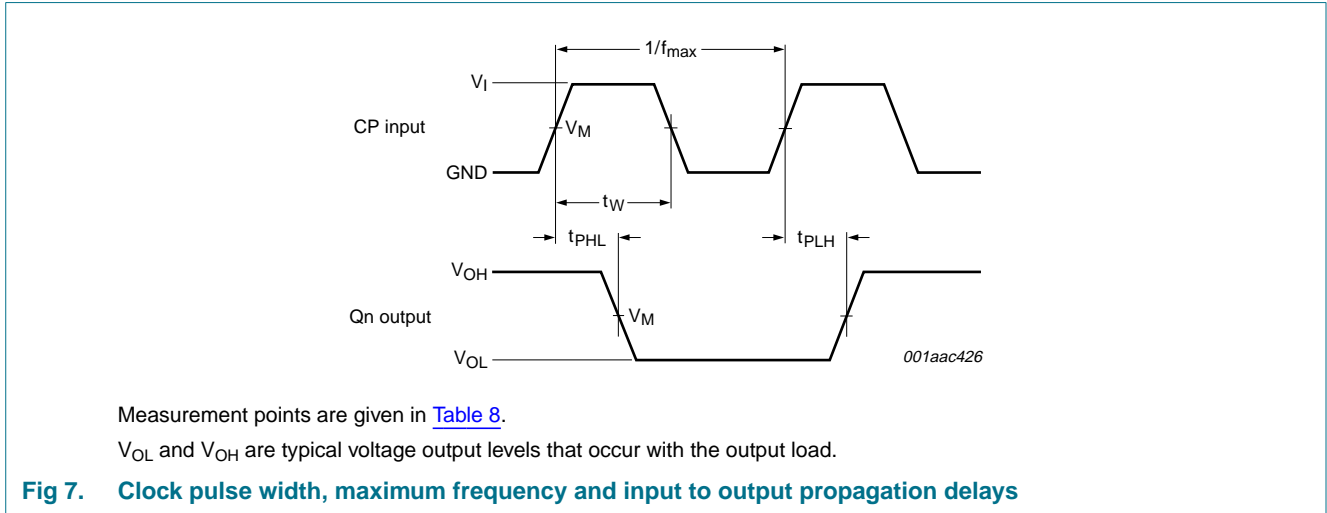 1/fmax
VI
CP input
VM
GND
tW
tPHL
tPLH
VOH
Qn output
VM
VOL
001aac426
Measurement points are given in Table 8.
VOL and VOH are typical voltage output levels that occur with the output load.
Fig 7. Clock pulse width, maximum frequency and input to output propagation delays